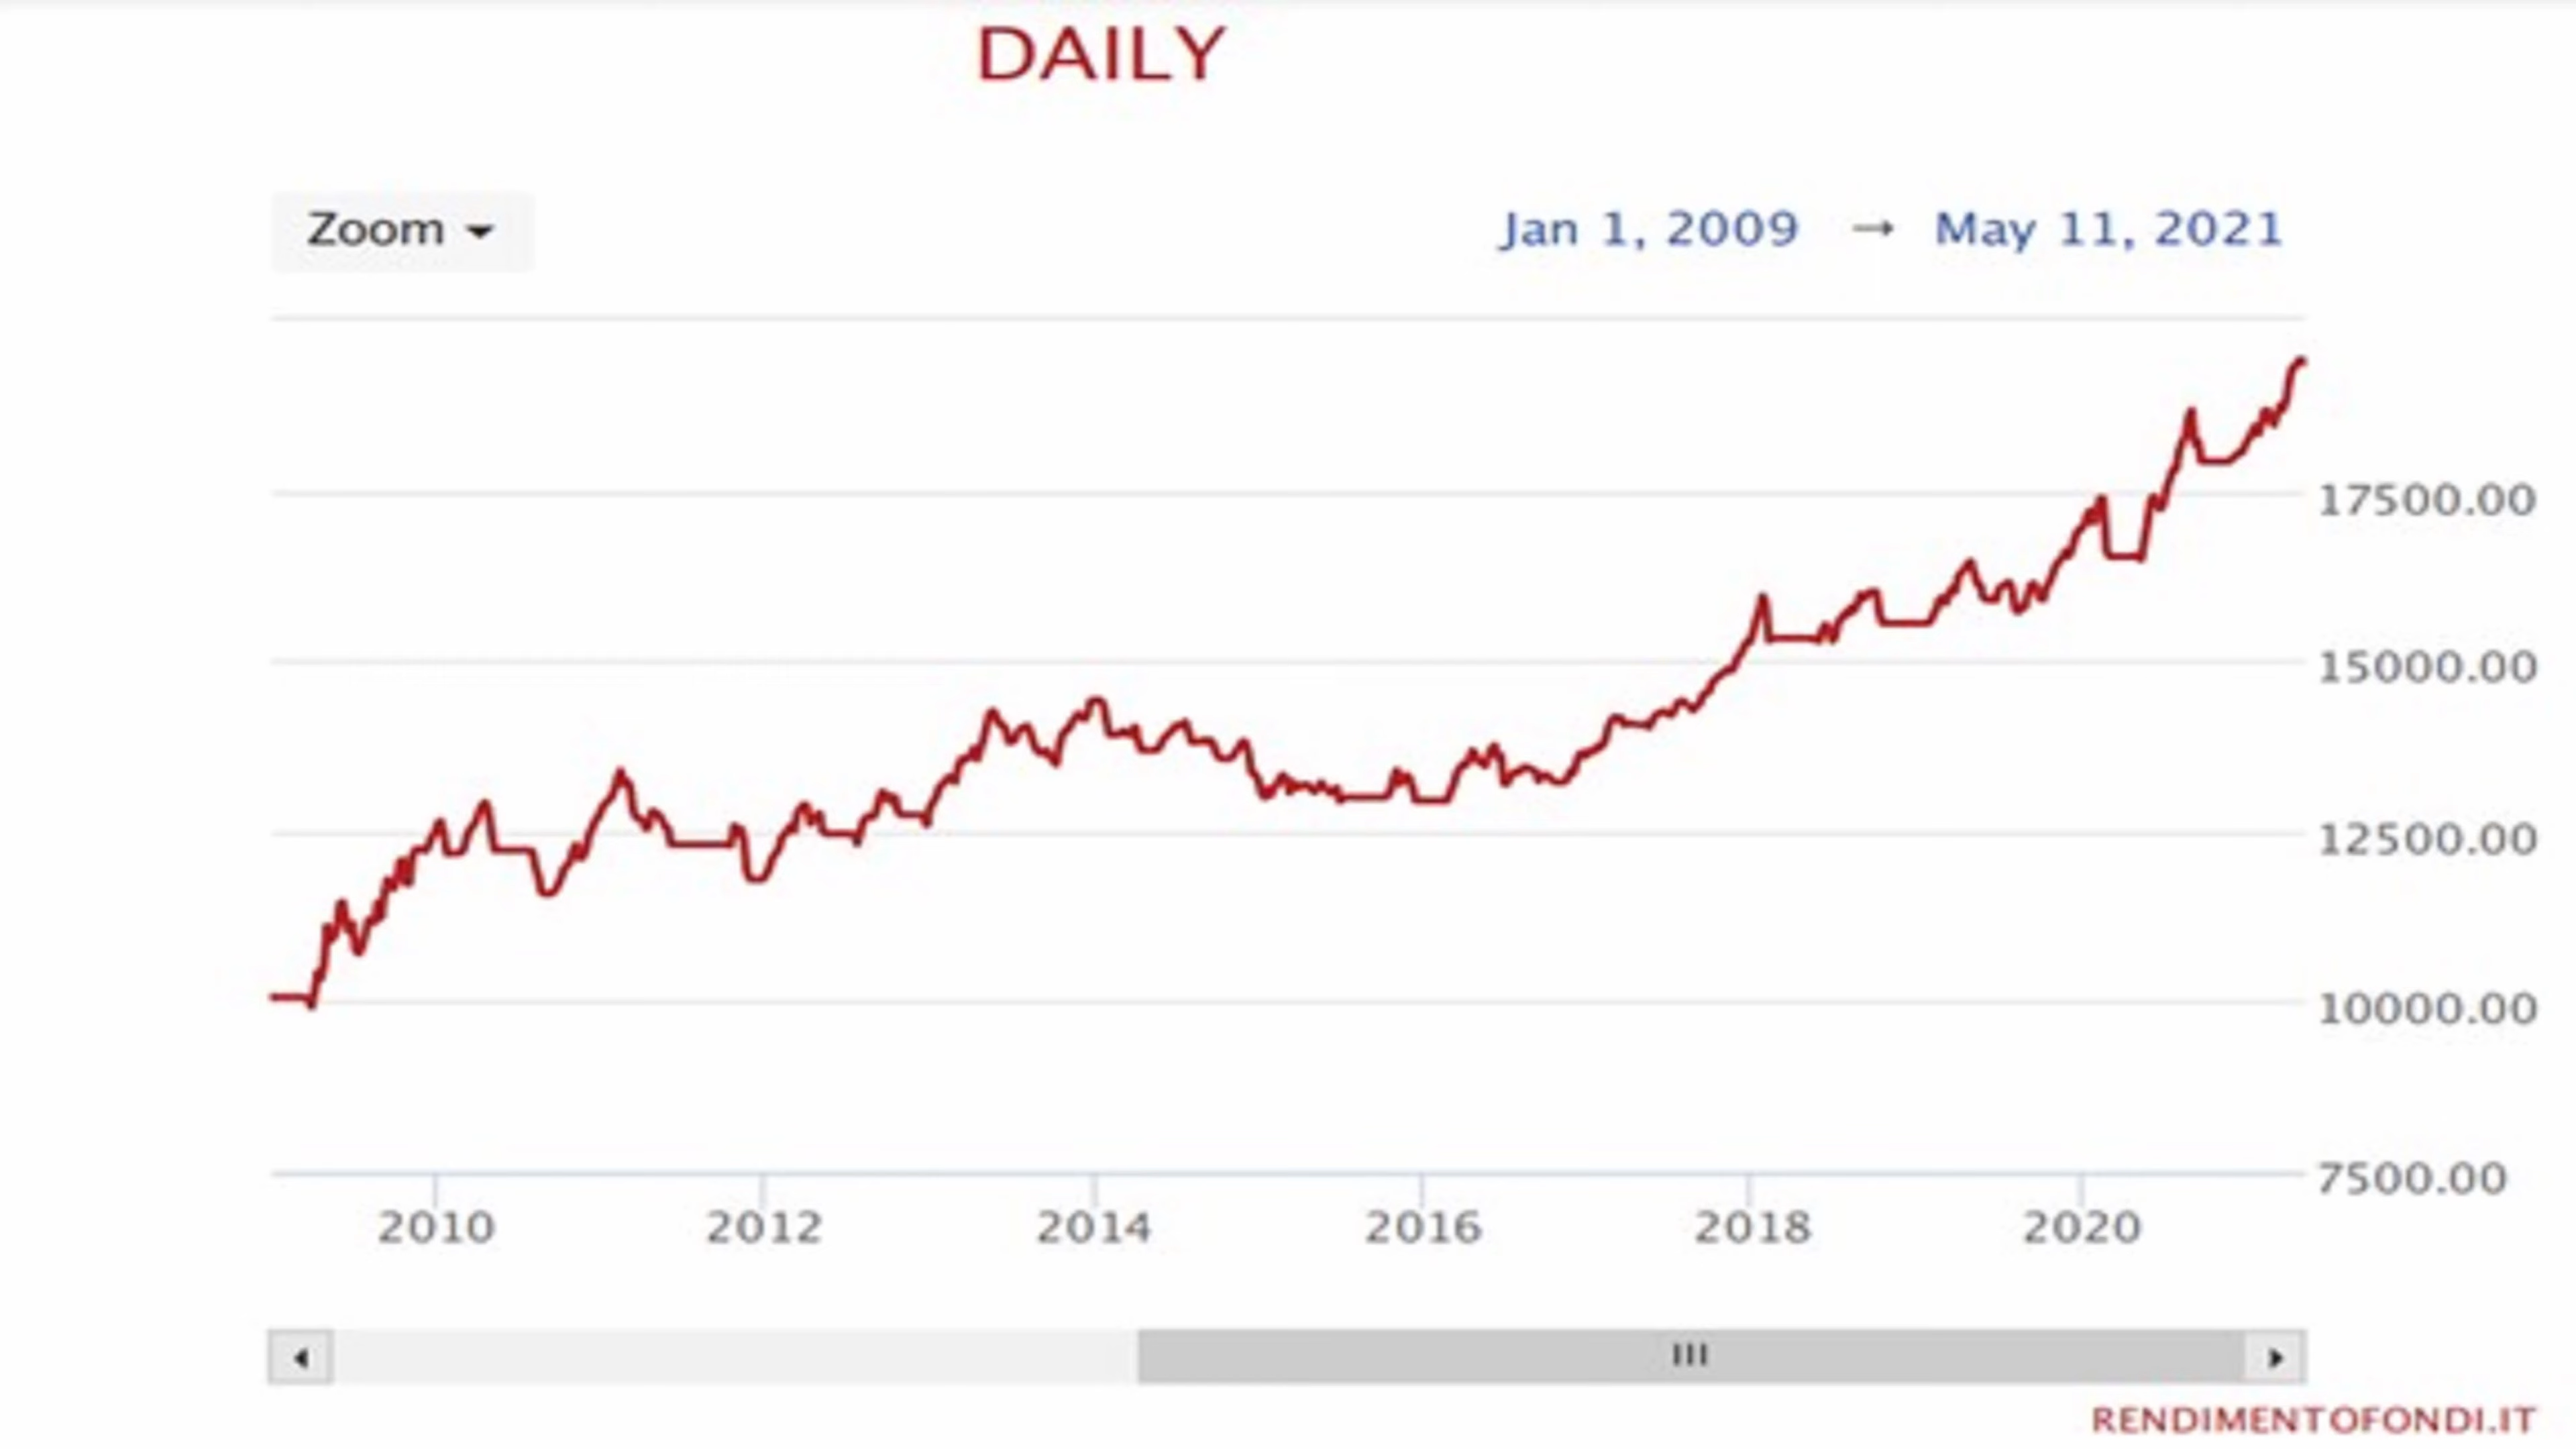 DAILY
Zoom
Jan 1, 2009 → May 11, 2021
17500.00
15000.00
12500.00
10000.00
7500.00
2010 2012 2014 2016 2018 2020
RENDIMENTOFONDI.IT